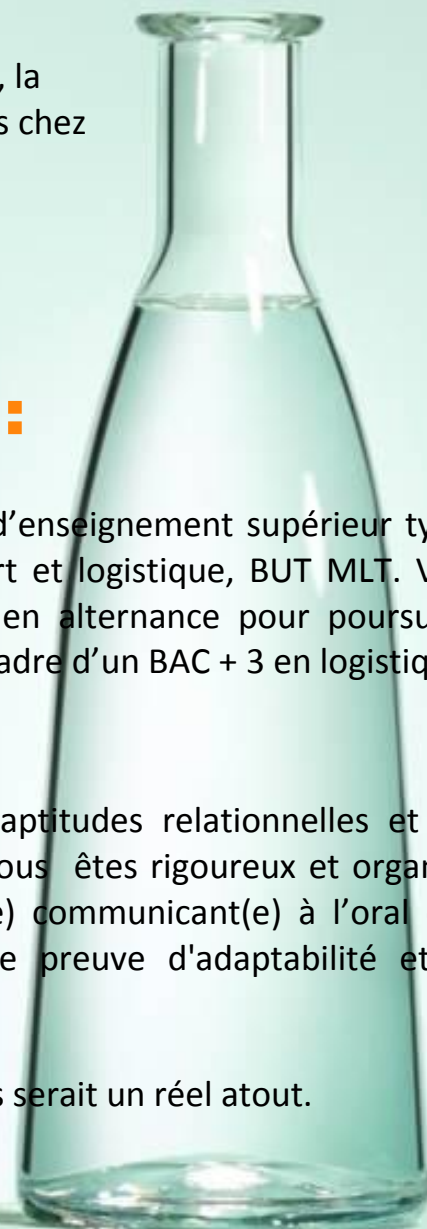 , la
s chez
:
d’enseignement supérieur ty
rt et logistique, BUT MLT. V
en alternance pour poursu
adre d’un BAC + 3 en logistiq
aptitudes relationnelles et
ous êtes rigoureux et organ
e) communicant(e) à l’oral
e preuve d'adaptabilité et
s serait un réel atout.